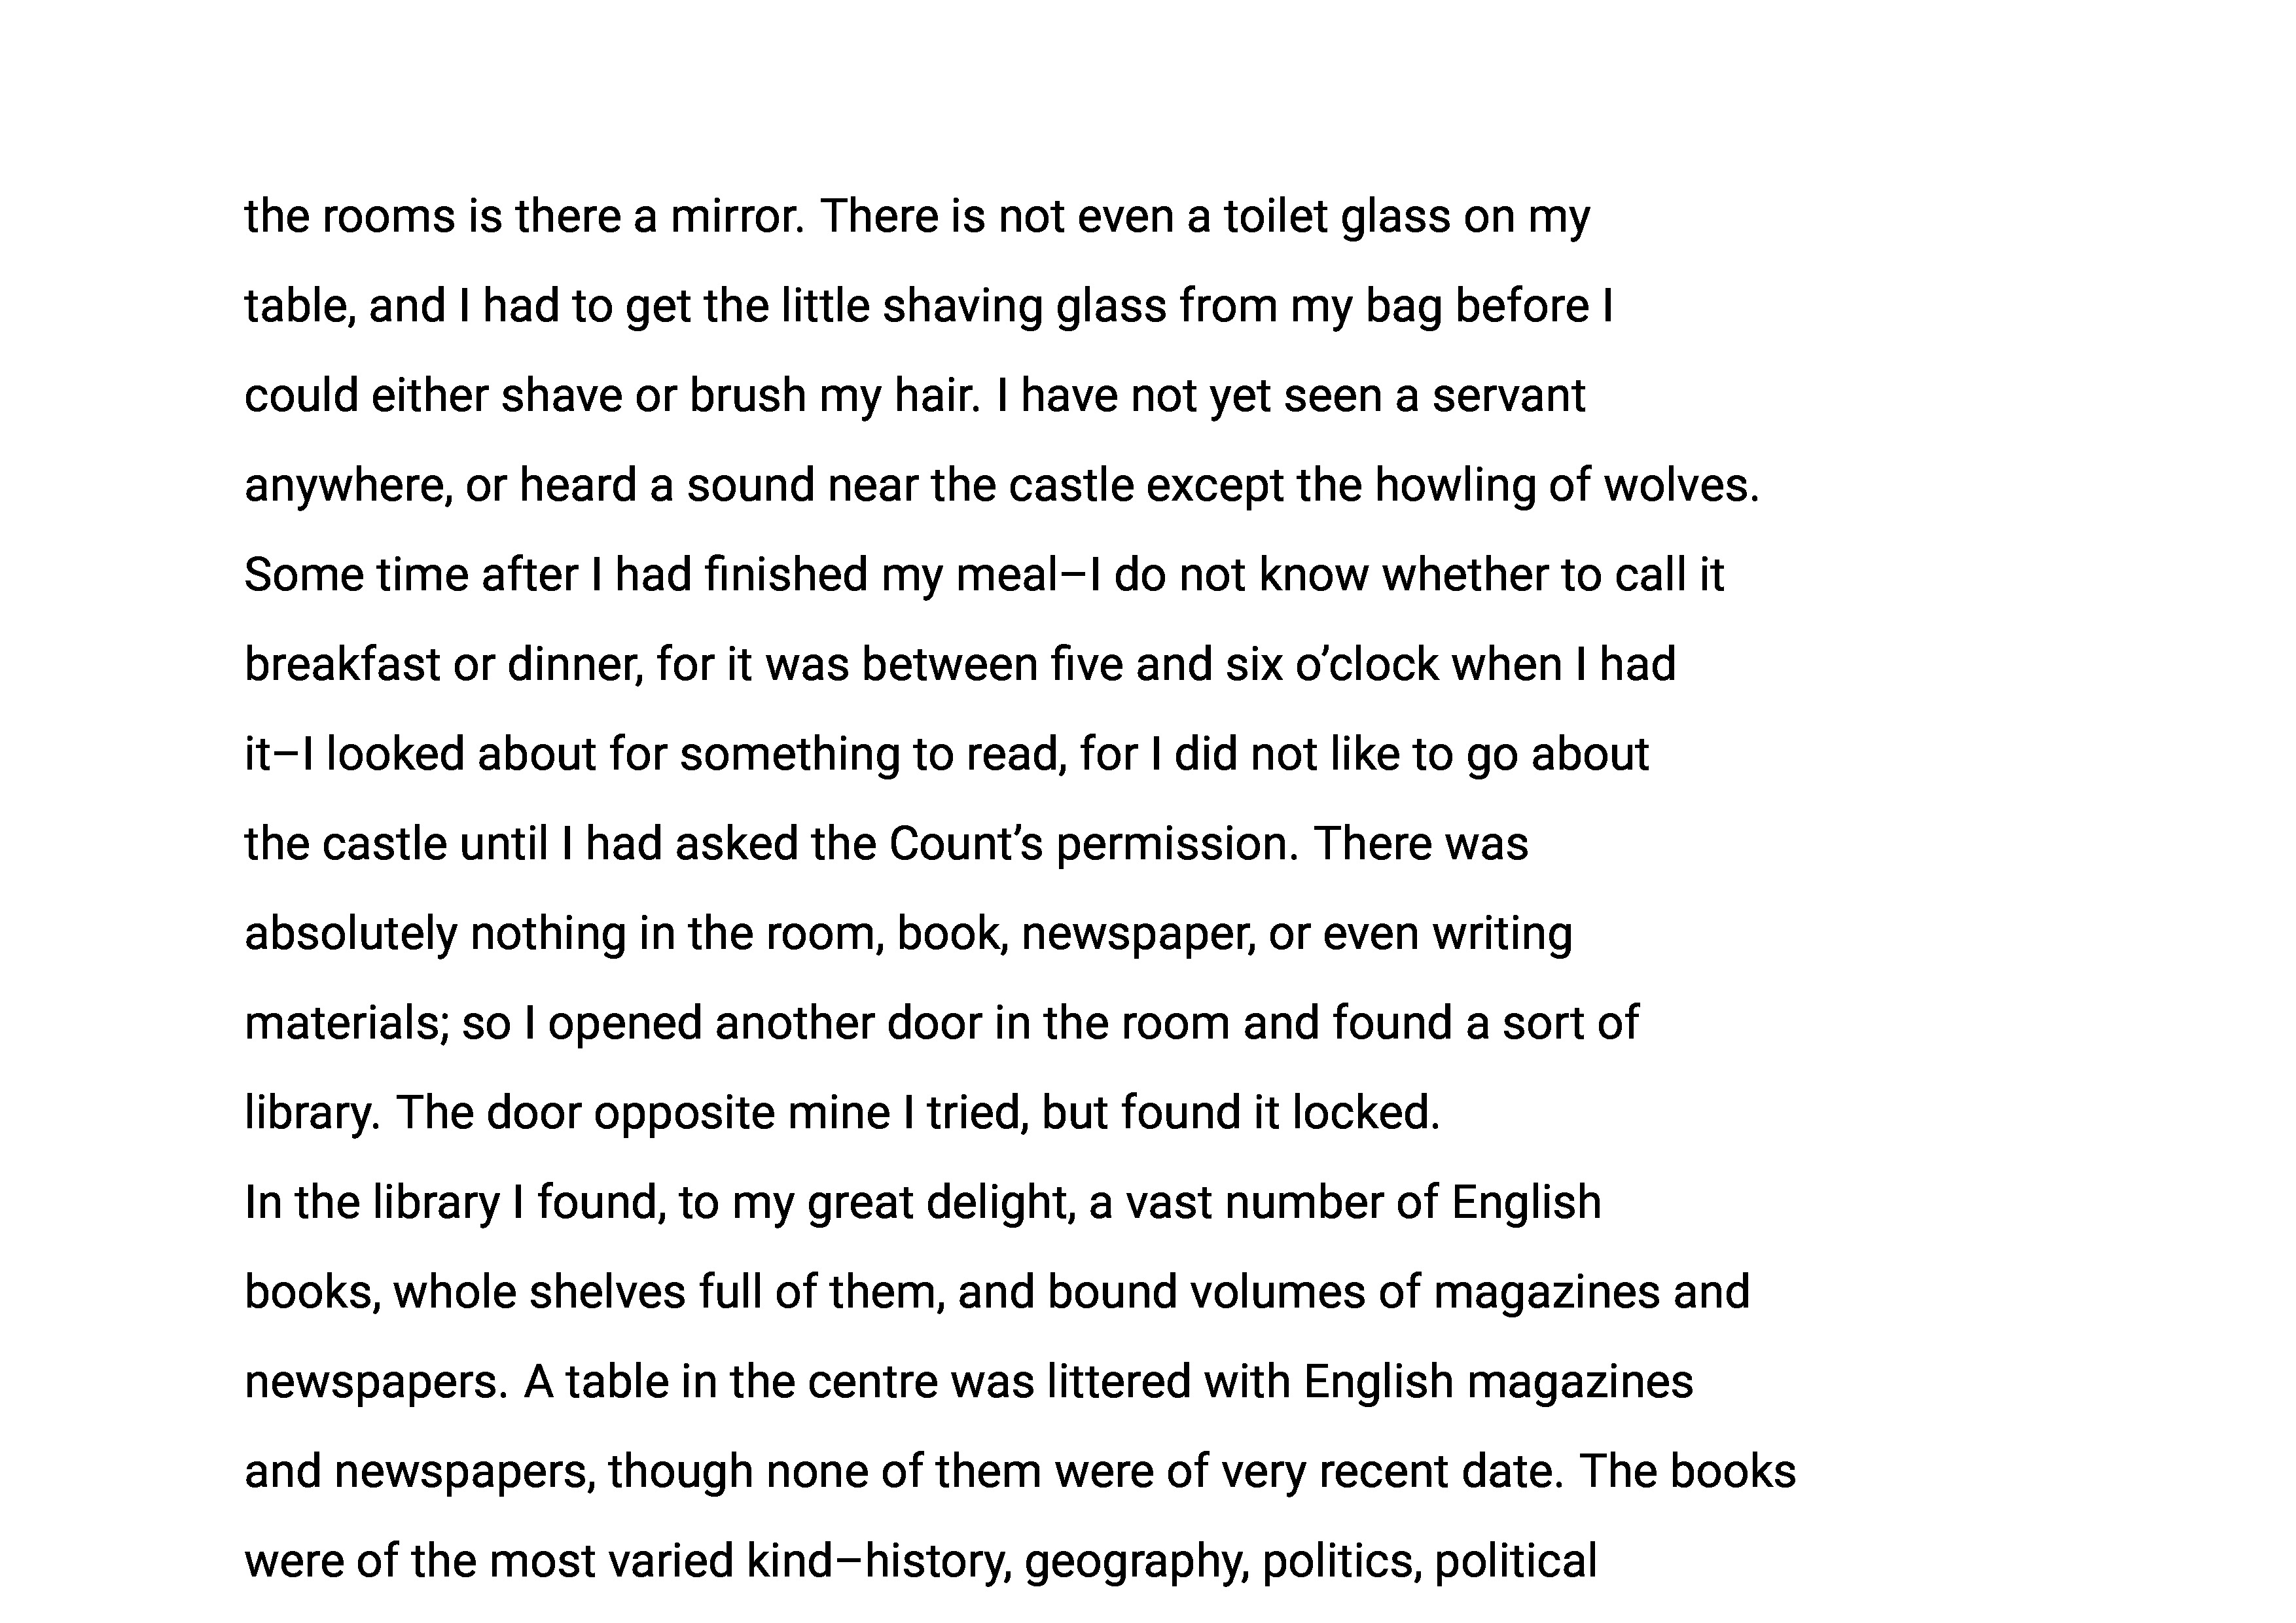 the rooms is there a mirror. There is not even a toilet glass on my
table, and I had to get the little shaving glass from my bag before I
could either shave or brush my hair. I have not yet seen a servant
anywhere, or heard a sound near the castle except the howling of wolves.
Some time after I had finished my meal–I do not know whether to call it
breakfast or dinner, for it was between five and six o’clock when I had
it–I looked about for something to read, for I did not like to go about
the castle until I had asked the Count’s permission. There was
absolutely nothing in the room, book, newspaper, or even writing
materials; so I opened another door in the room and found a sort of
library. The door opposite mine I tried, but found it locked.
In the library I found, to my great delight, a vast number of English
books, whole shelves full of them, and bound volumes of magazines and
newspapers. A table in the centre was littered with English magazines
and newspapers, though none of them were of very recent date. The books
were of the most varied kind–history, geography, politics, political